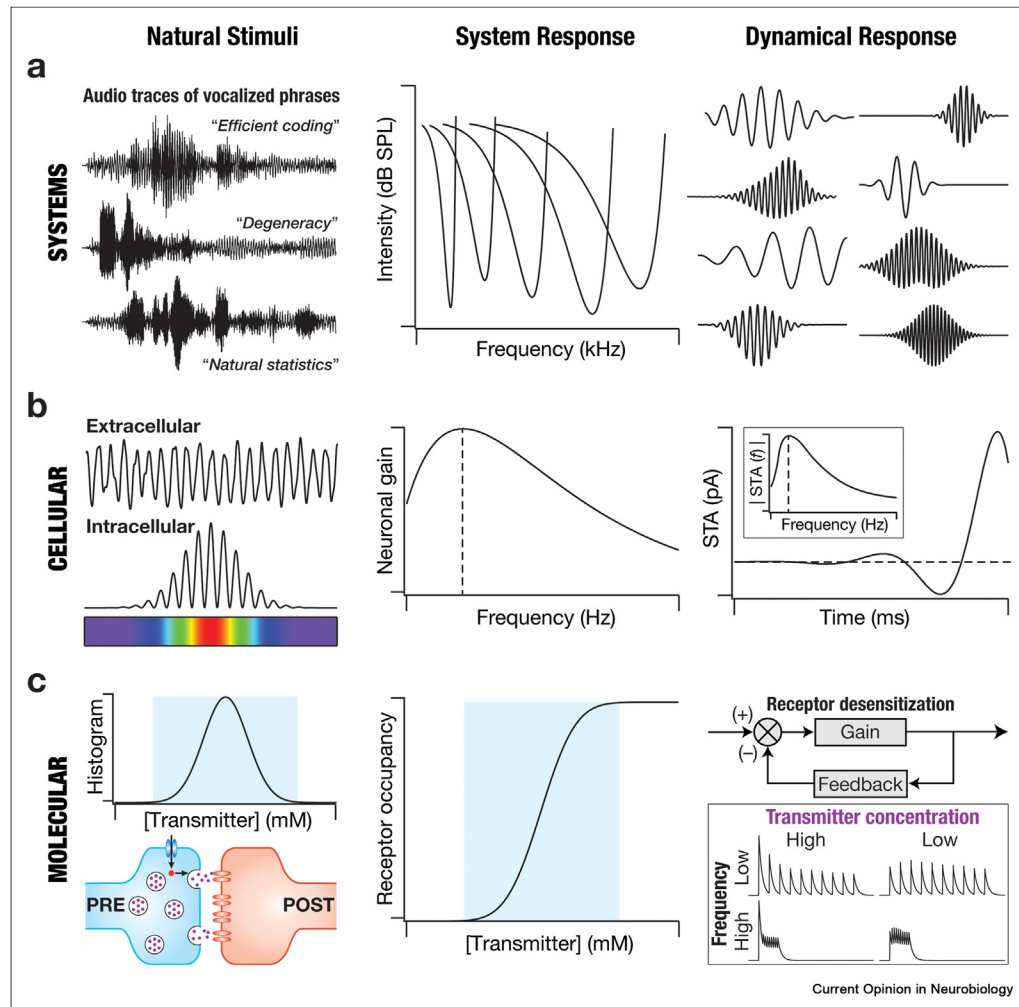 Natural Stimuli
System Response
Dynamical Response
a
SYSTEMS
Audio traces of vocalized phrases
"Efficient coding"
"Degeneracy"
"Natural statistics"
Intensity (dB SPL)
Frequency (kHz)
b
CELLULAR
Extracellular
Intracellular
Neuronal gain
Frequency (Hz)
STA (pA)
| STA (f) |
Frequency (Hz)
Time (ms)
c
MOLECULAR
Histogram
[Transmitter] (mM)
PRE
POST
Receptor occupancy
[Transmitter] (mM)
Receptor desensitization
(+)
(−)
Gain
Feedback
Transmitter concentration
High
Low
Frequency
Low
High
Current Opinion in Neurobiology